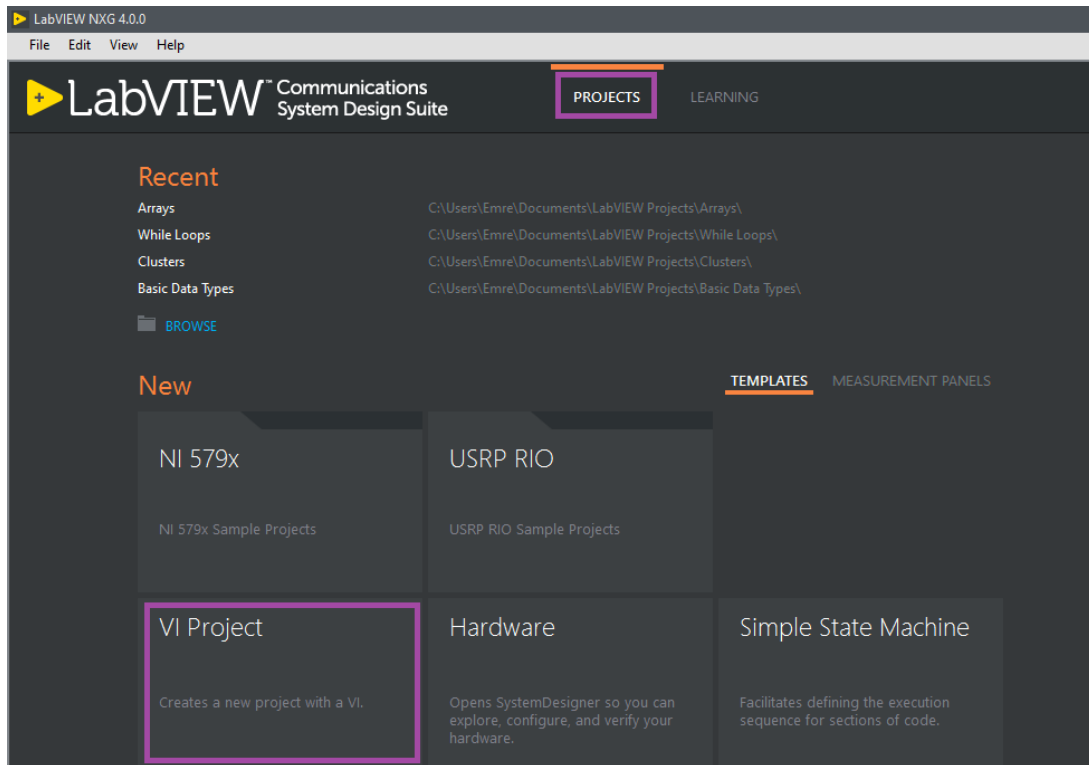 LabVIEW NXG 4.0.0
File Edit View Help
LabVIEW™ Communications
System Design Suite
PROJECTS LEARNING
Recent
Arrays C:\Users\Emre\Documents\LabVIEW Projects\Arrays\
While Loops C:\Users\Emre\Documents\LabVIEW Projects\While Loops\
Clusters C:\Users\Emre\Documents\LabVIEW Projects\Clusters\
Basic Data Types C:\Users\Emre\Documents\LabVIEW Projects\Basic Data Types\
BROWSE
New TEMPLATES MEASUREMENT PANELS
NI 579x
NI 579x Sample Projects
USRP RIO
USRP RIO Sample Projects
VI Project
Creates a new project with a VI.
Hardware
Opens SystemDesigner so you can
explore, configure, and verify your
hardware.
Simple State Machine
Facilitates defining the execution
sequence for sections of code.